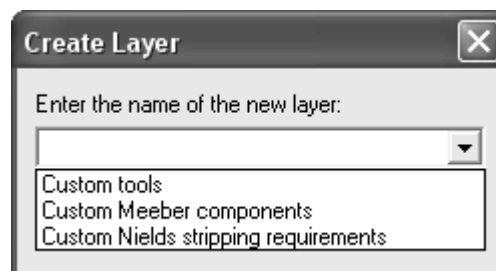 Create Layer
Enter the name of the new layer:
Custom tools
Custom Meeber components
Custom Nields stripping requirements